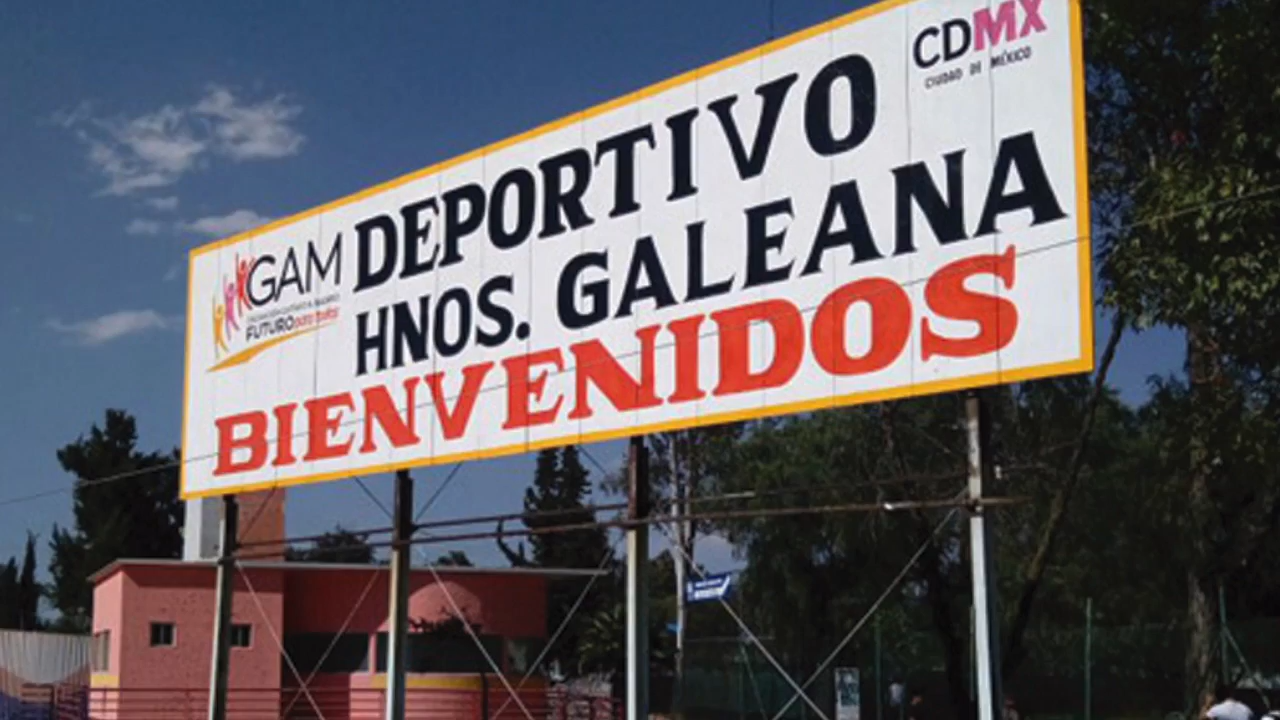 CDMX
CIUDAD DE MÉXICO
DEPORTIVO
GAM
FUTURO para todos
HNOS. GALEANA
BIENVENIDOS